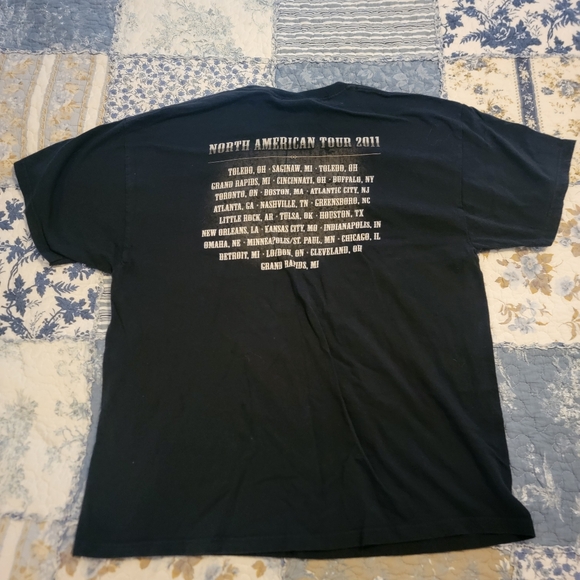 NORTH AMERICAN TOUR 2011
TOLEDO, OH · SAGINAW, MI · TOLEDO, OH
GRAND RAPIDS, MI · CINCINNATI, OH · BUFFALO, NY
TORONTO, ON · BOSTON, MA · ATLANTIC CITY, NJ
ATLANTA, GA · NASHVILLE, TN · GREENSBORO, NC
LITTLE ROCK, AR · TULSA, OK · HOUSTON, TX
NEW ORLEANS, LA · KANSAS CITY, MO · INDIANAPOLIS, IN
OMAHA, NE · MINNEAPOLIS/ST. PAUL, MN · CHICAGO, IL
DETROIT, MI · LONDON, ON · CLEVELAND, OH
GRAND RAPIDS, MI